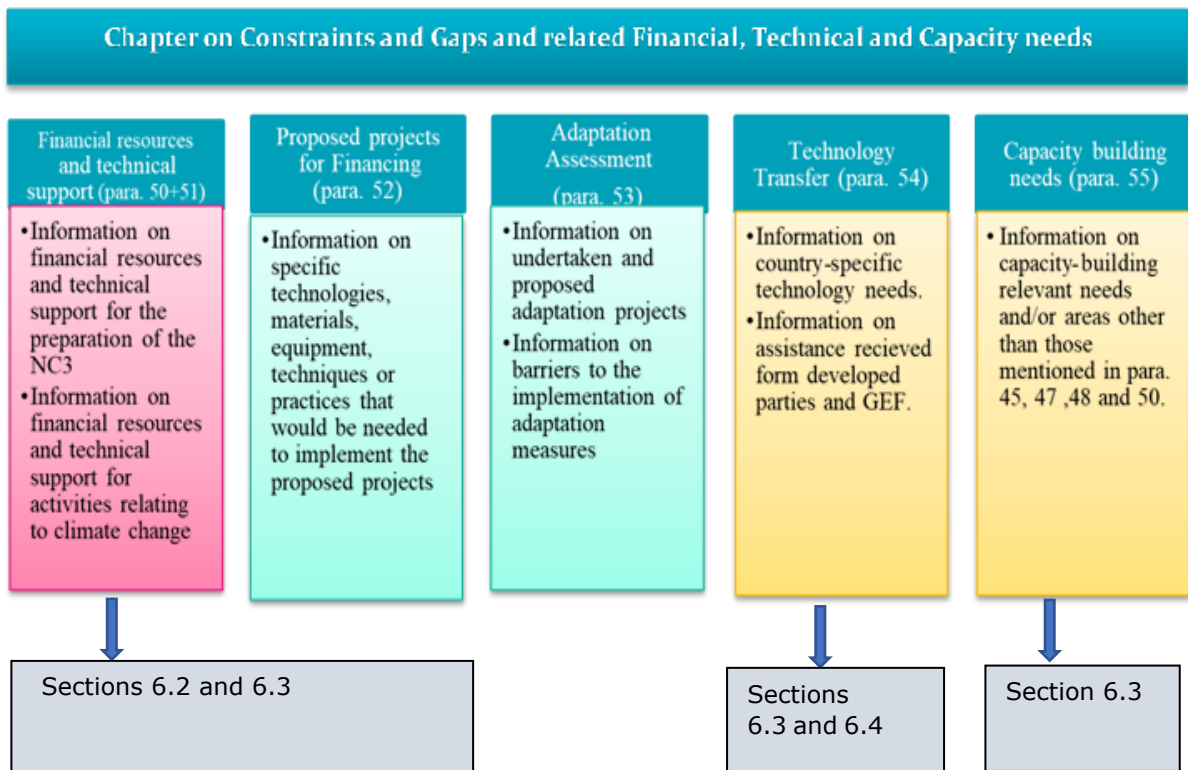 Chapter on Constraints and Gaps and related Financial, Technical and Capacity needs
Financial resources
and technical
support (para. 50+51)
•Information on
financial resources
and technical
support for the
preparation of the
NC3
•Information on
financial resources
and technical
support for
activities relating
to climate change
Proposed projects
for Financing
(para. 52)
•Information on
specific
technologies,
materials,
equipment,
techniques or
practices that
would be needed
to implement the
proposed projects
Adaptation
Assessment
(para. 53)
•Information on
undertaken and
proposed
adaptation projects
•Information on
barriers to the
implementation of
adaptation
measures
Technology
Transfer (para. 54)
•Information on
country-specific
technology needs.
•Information on
assistance recieved
form developed
parties and GEF.
Capacity building
needs (para. 55)
• Information on
capacity-building
relevant needs
and/or areas other
than those
mentioned in para.
45, 47 ,48 and 50.
Sections 6.2 and 6.3
Sections
6.3 and 6.4
Section 6.3